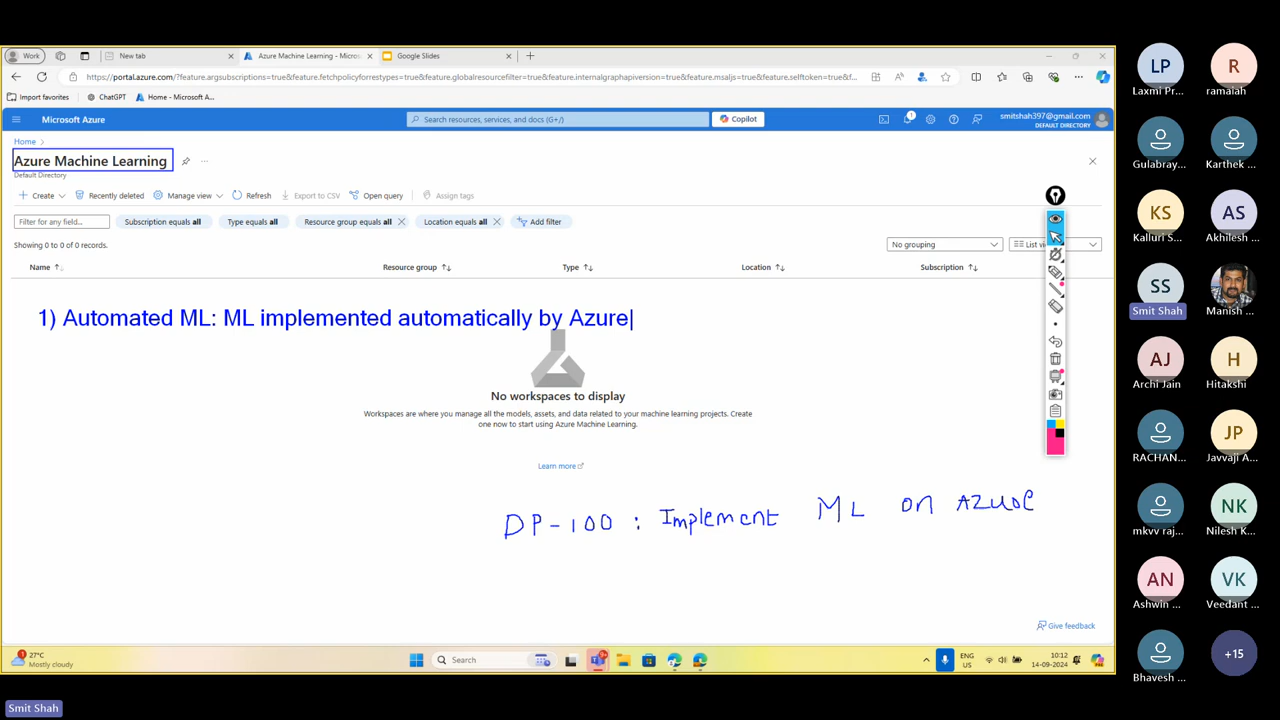 Work
New tab
Azure Machine Learning - Micros
Google Slides
https://portal.azure.com/?feature.argsubscriptions=true&feature.fetchpolicyforrestypes=true&feature.globalresourcefilter=true&feature.internalgraphapiversion=true&feature.msaljs=true&feature.selftoken=true&f...
Import favorites
ChatGPT
Home - Microsoft A...
Microsoft Azure
Search resources, services, and docs (G+/)
Copilot
1
smitshah397@gmail.com
DEFAULT DIRECTORY
Home >
Azure Machine Learning
...
Default Directory
+ Create
Recently deleted
Manage view
Refresh
Export to CSV
Open query
Assign tags
Filter for any field...
Subscription equals all
Type equals all
Resource group equals all
Location equals all
Add filter
Showing 0 to 0 of 0 records.
No grouping
List vi
Name
Resource group
Type
Location
Subscription
1) Automated ML: ML implemented automatically by Azure
No workspaces to display
Workspaces are where you manage all the models, assets, and data related to your machine learning projects. Create
one now to start using Azure Machine Learning.
Learn more
DP-100 : Implement ML on Azure
Give feedback
1
27°C
Mostly cloudy
Search
ENG
US
10:12
14-09-2024
LP
Laxmi Pr...
R
ramaiah
Gulabray...
Karthek ...
KS
Kalluri S...
AS
Akhilesh ...
SS
Smit Shah
Manish ...
AJ
Archi Jain
H
Hitakshi
RACHAN...
JP
Javvaji A...
mkvv raj...
NK
Nilesh K...
AN
Ashwin ...
VK
Veedant ...
Bhavesh ...
+15
Smit Shah